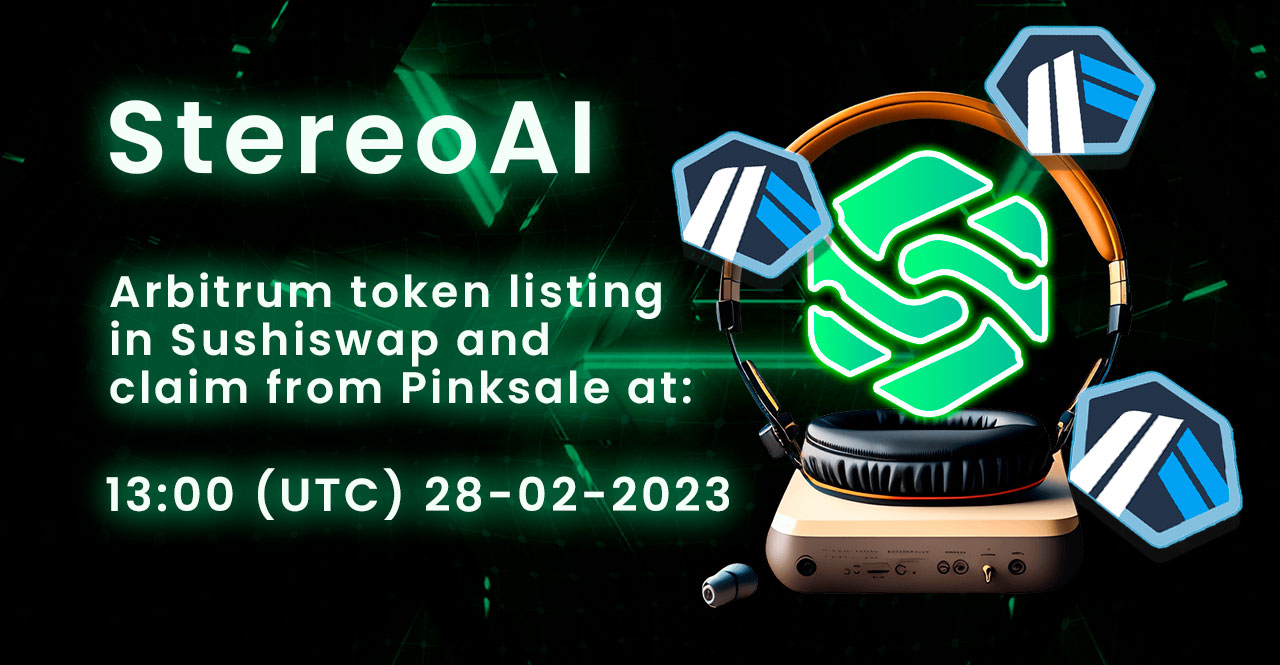 StereoAI
Arbitrum token listing
in Sushiswap and
claim from Pinksale at:
13:00 (UTC) 28-02-2023